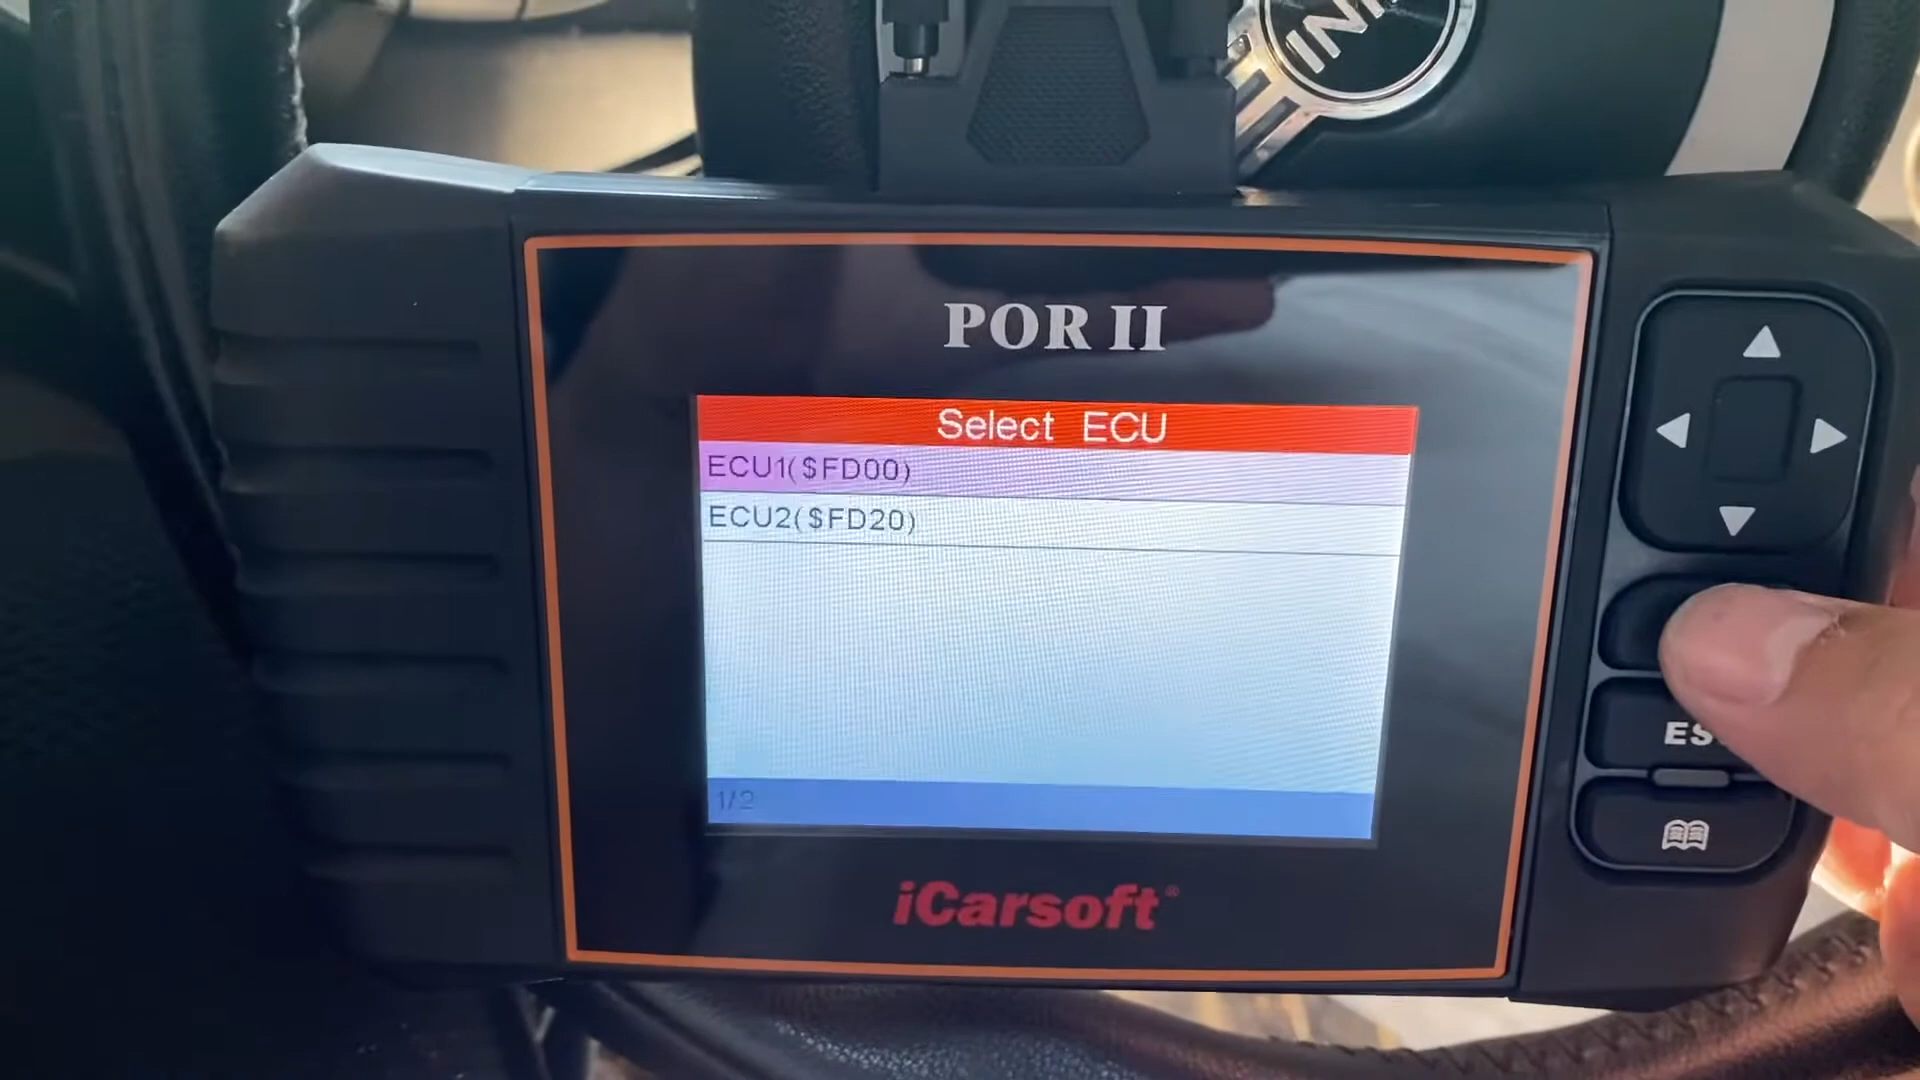 POR II
Select ECU
ECU1($FD00)
ECU2($FD20)
1/2
iCarsoft®